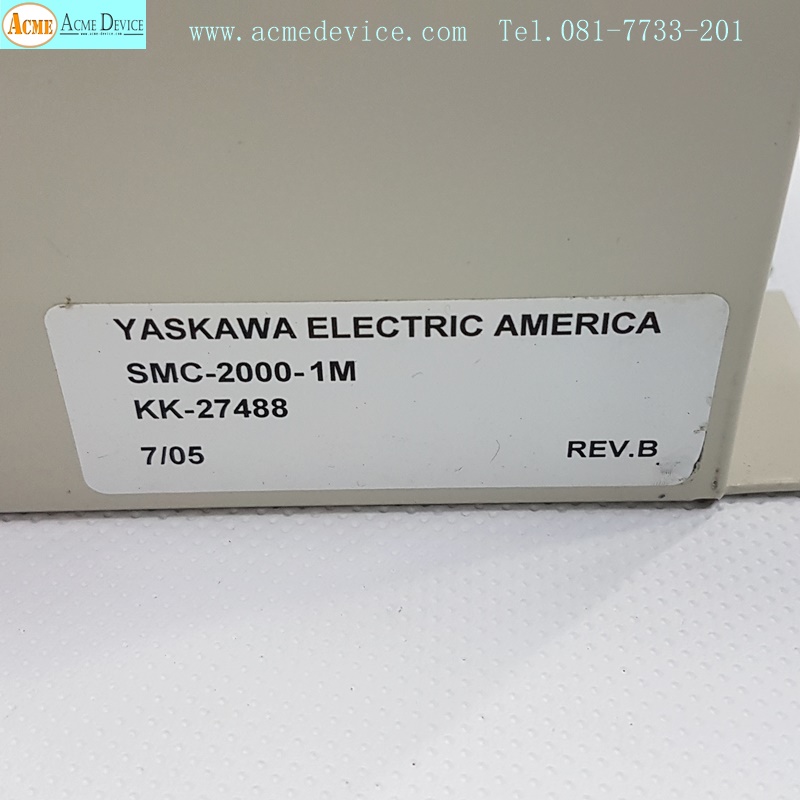 ACME ACME DEVICE
www.acmedevice.com Tel.081-7733-201
YASKAWA ELECTRIC AMERICA
SMC-2000-1M
KK-27488
7/05 REV.B